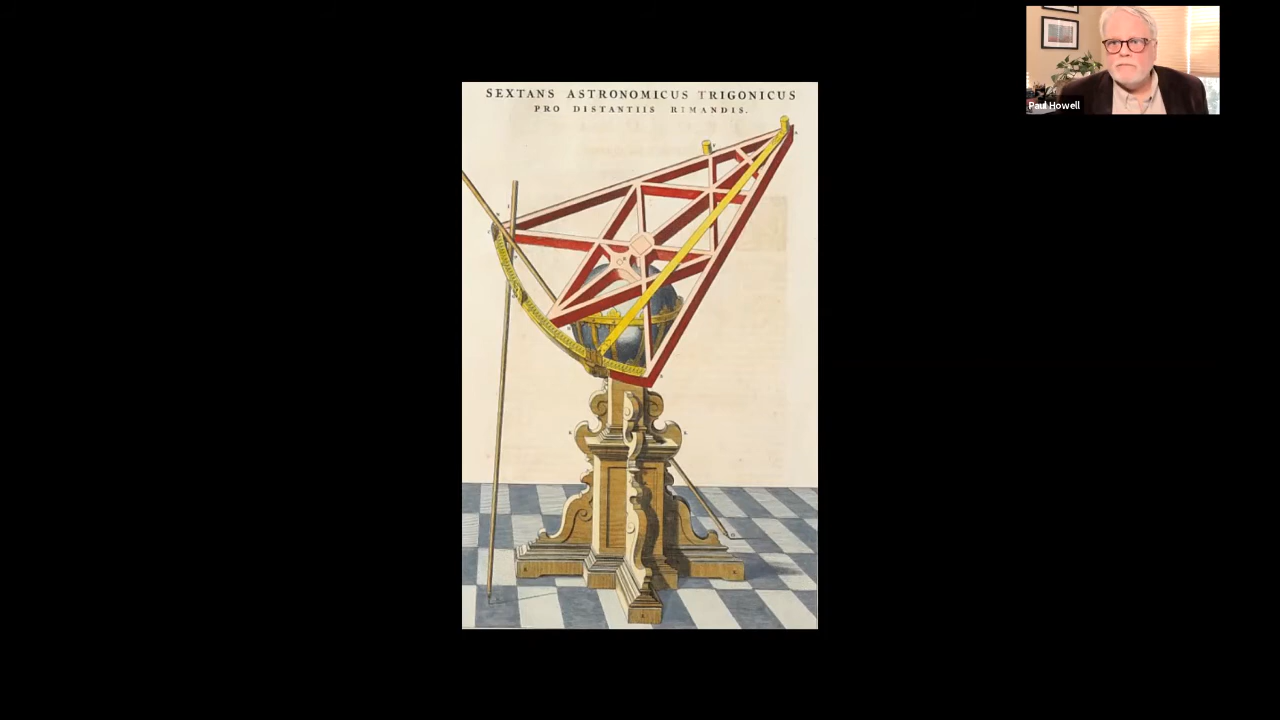 SEXTANS ASTRONOMICUS TRIGONICUS
PRO DISTANTIIS RIMANDIS.
Paul Howell